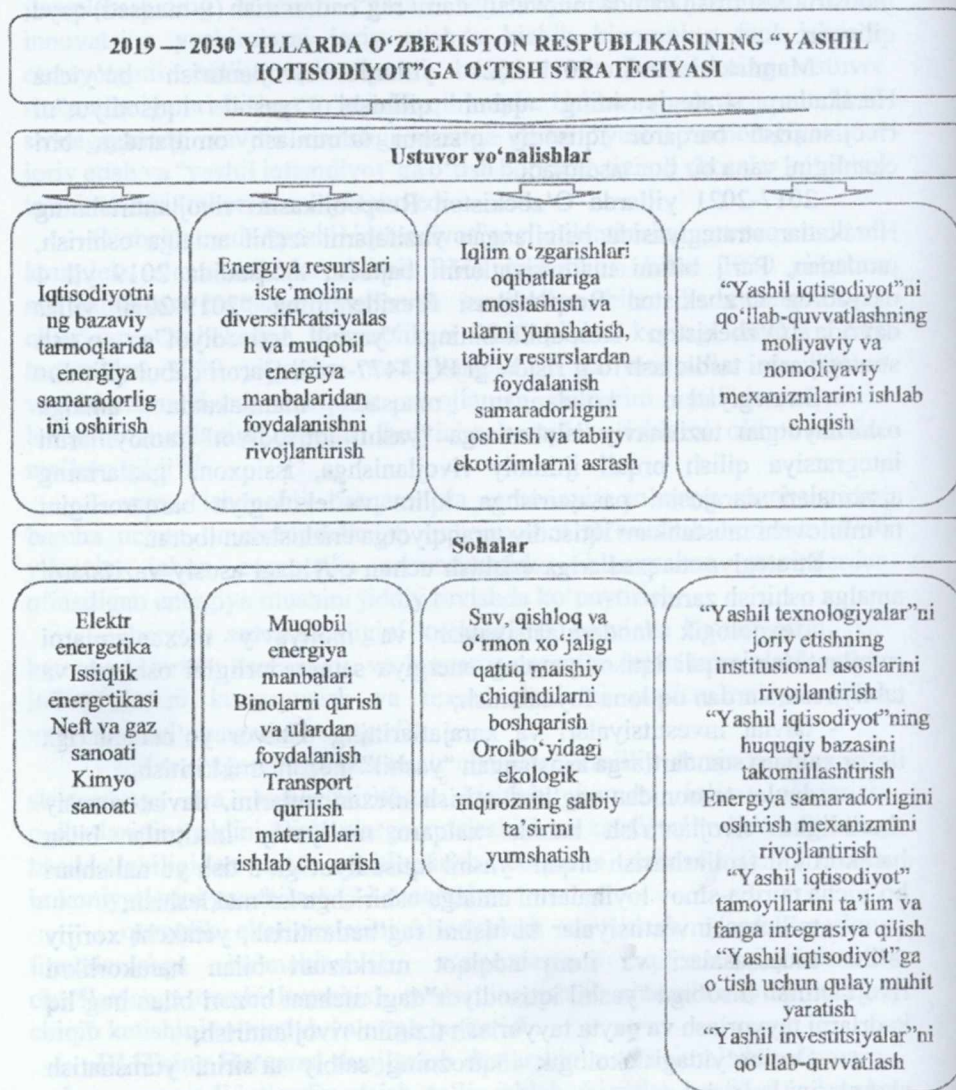 2019 — 2030 YILLARDA O‘ZBEKISTON RESPUBLIKASINING “YASHIL
IQTISODIYOT”GA O‘TISH STRATEGIYASI
Ustuvor yo‘nalishlar
Iqtisodiyotni
ng bazaviy
tarmoqlarida
energiya
samaradorlig
ini oshirish
Energiya resurslari
iste’molini
diversifikatsiyalas
h va muqobil
energiya
manbalaridan
foydalanishni
rivojlantirish
Iqlim o‘zgarishlari
oqibatlariga
moslashish va
ularni yumshatish,
tabiiy resurslardan
foydalanish
samaradorligini
oshirish va tabiiy
ekotizimlarni asrash
“Yashil iqtisodiyot”ni
qo‘llab-quvvatlashning
moliyaviy va
nomoliyaviy
mexanizmlarini ishlab
chiqish
Sohalar
Elektr
energetika
Issiqlik
energetikasi
Neft va gaz
sanoati
Kimyo
sanoati
Muqobil
energiya
manbalari
Binolarni qurish
va ulardan
foydalanish
Transport
Qurilish
materiallari
ishlab chiqarish
Suv, qishloq va
o‘rmon xo‘jaligi
qattiq maishiy
chiqindilarni
boshqarish
Orolbo‘yidagi
ekologik
inqirozning salbiy
ta’sirini
yumshatish
“Yashil texnologiyalar”ni
joriy etishning
institusional asoslarini
rivojlantirish
“Yashil iqtisodiyot”ning
huquqiy bazasini
takomillashtirish
Energiya samaradorligini
oshirish mexanizmini
rivojlantirish
“Yashil iqtisodiyot”
tamoyillarini ta’lim va
fanga integrasiya qilish
“Yashil iqtisodiyot”ga
o‘tish uchun qulay muhit
yaratish
“Yashil investitsiyalar”ni
qo‘llab-quvvatlash